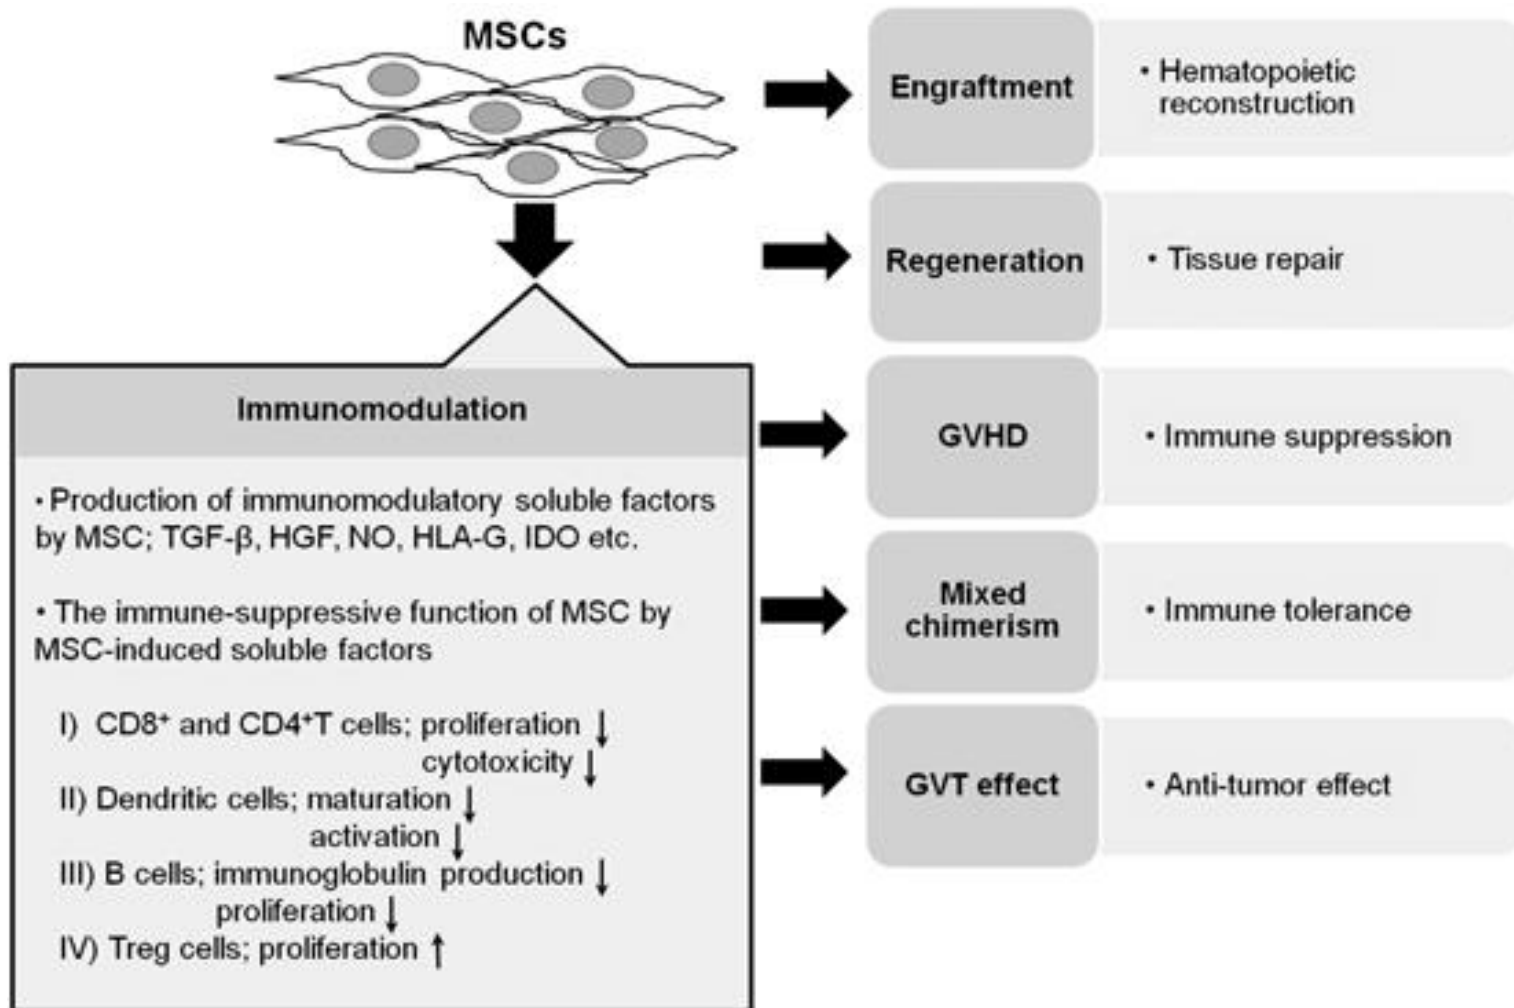 MSCs
Immunomodulation
• Production of immunomodulatory soluble factors
by MSC; TGF-β, HGF, NO, HLA-G, IDO etc.
• The immune-suppressive function of MSC by
MSC-induced soluble factors
I) CD8⁺ and CD4⁺T cells; proliferation ↓
cytotoxicity ↓
II) Dendritic cells; maturation ↓
activation ↓
III) B cells; immunoglobulin production ↓
proliferation ↓
IV) Treg cells; proliferation ↑
Engraftment
• Hematopoietic
reconstruction
Regeneration
• Tissue repair
GVHD
• Immune suppression
Mixed
chimerism
• Immune tolerance
GVT effect
• Anti-tumor effect